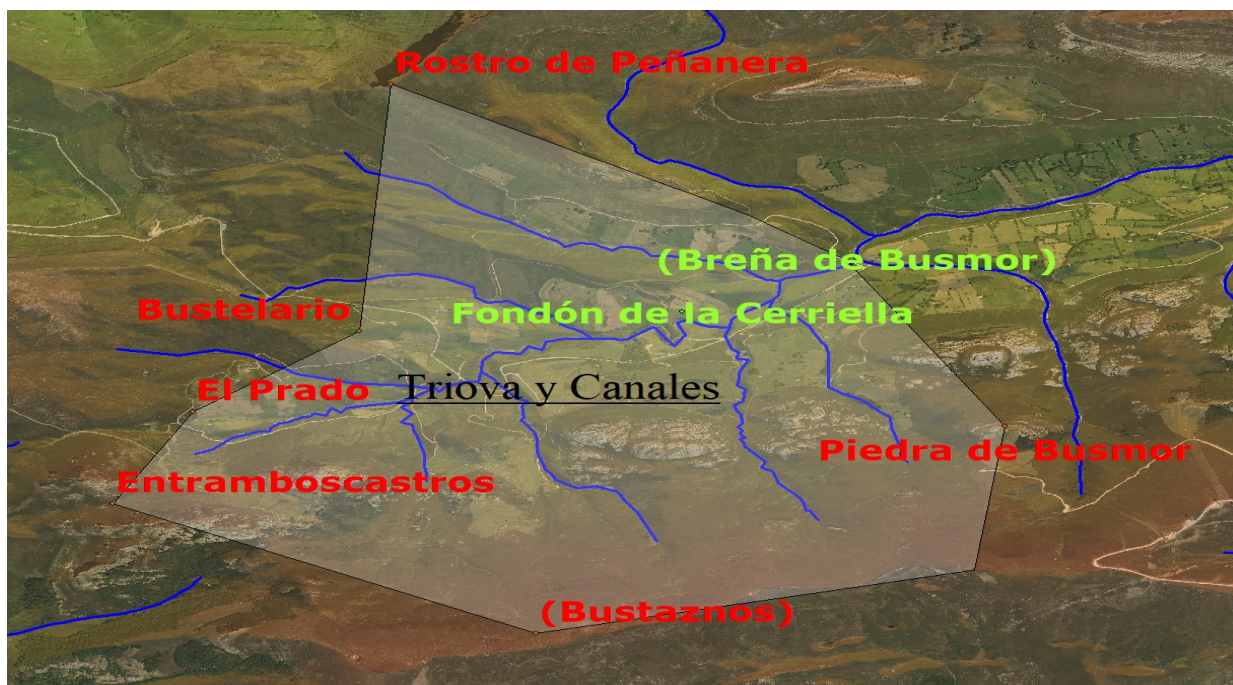 Rostro de Peñanera
(Breña de Busmor)
Bustelario
Fondón de la Cerriella
El Prado
Triova y Canales
Piedra de Busmor
Entramboscastros
(Bustaznos)